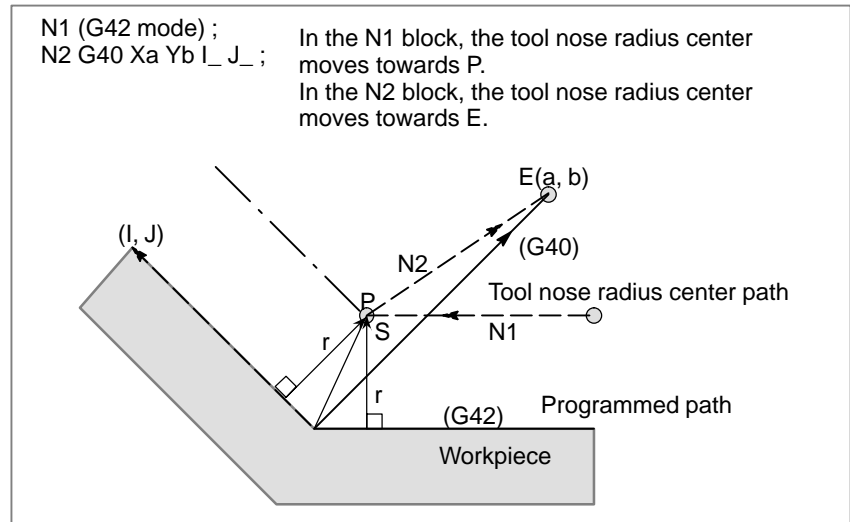 N1 (G42 mode) ;
N2 G40 Xa Yb I_ J_ ;
In the N1 block, the tool nose radius center
moves towards P.
In the N2 block, the tool nose radius center
moves towards E.
E(a, b)
(I, J)
(G40)
N2
Tool nose radius center path
P
S
N1
r
r
(G42)
Programmed path
Workpiece